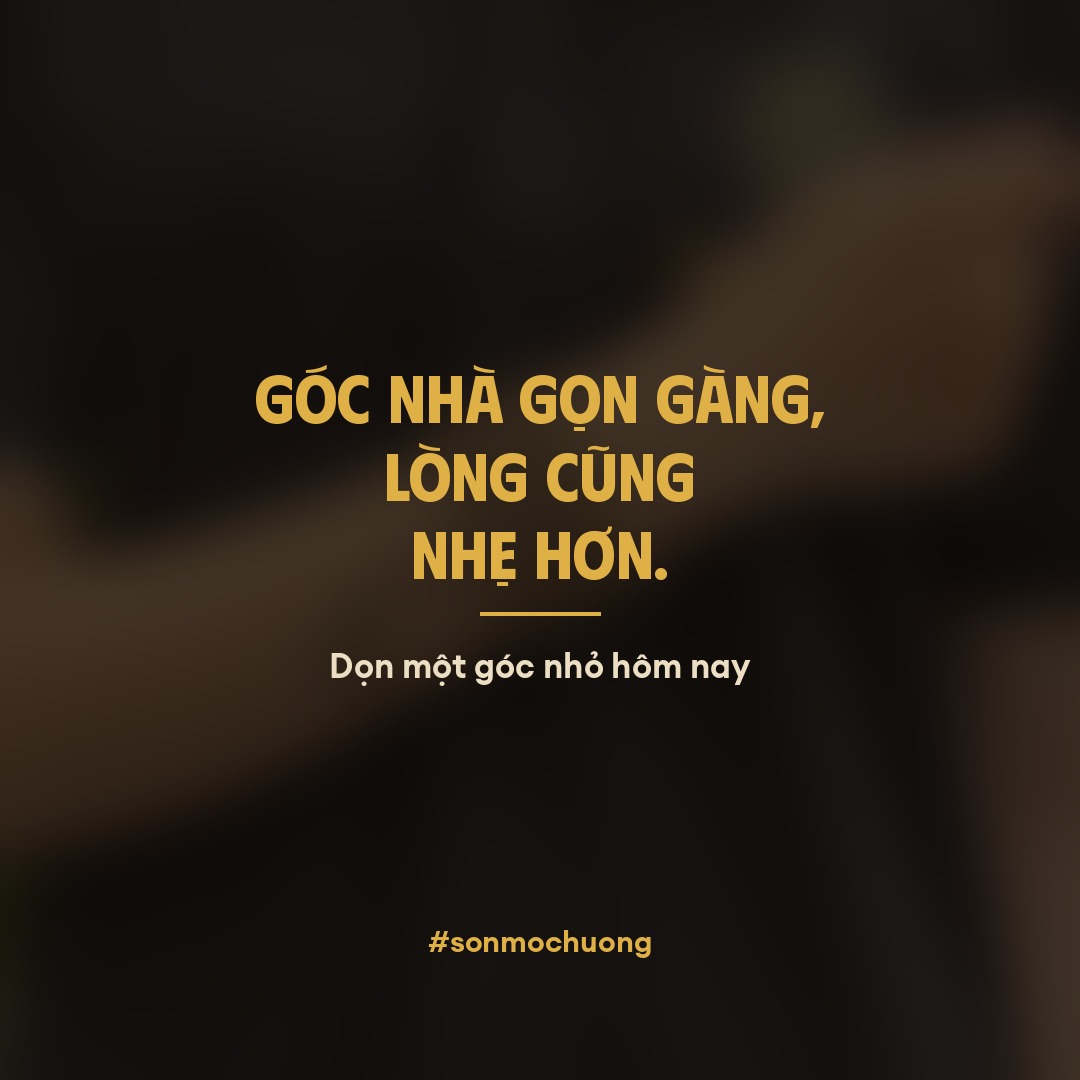 GÓC NHÀ GỌN GÀNG,
LÒNG CŨNG
NHẸ HƠN.
Dọn một góc nhỏ hôm nay
#sonmochuong